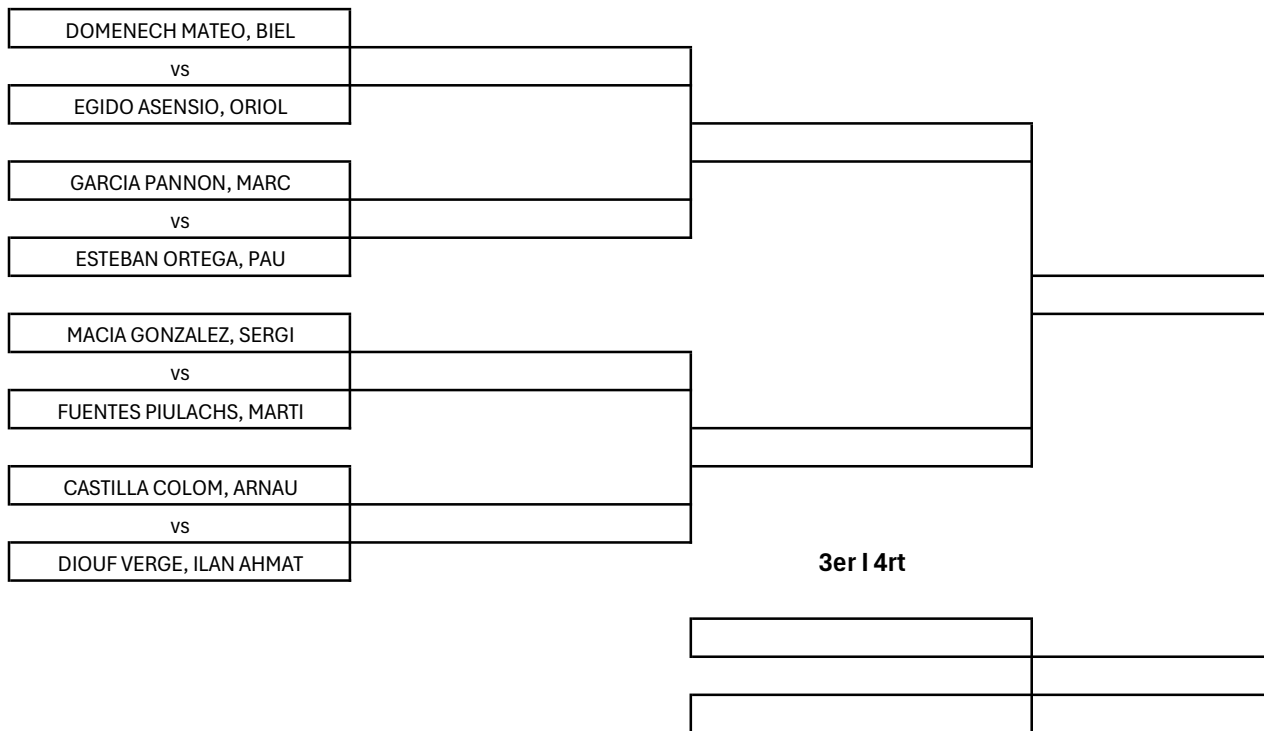 DOMENECH MATEO, BIEL
vs
EGIDO ASENSIO, ORIOL
GARCIA PANNON, MARC
vs
ESTEBAN ORTEGA, PAU
MACIA GONZALEZ, SERGI
vs
FUENTES PIULACHS, MARTI
CASTILLA COLOM, ARNAU
vs
DIOUF VERGE, ILAN AHMAT
3er I 4rt